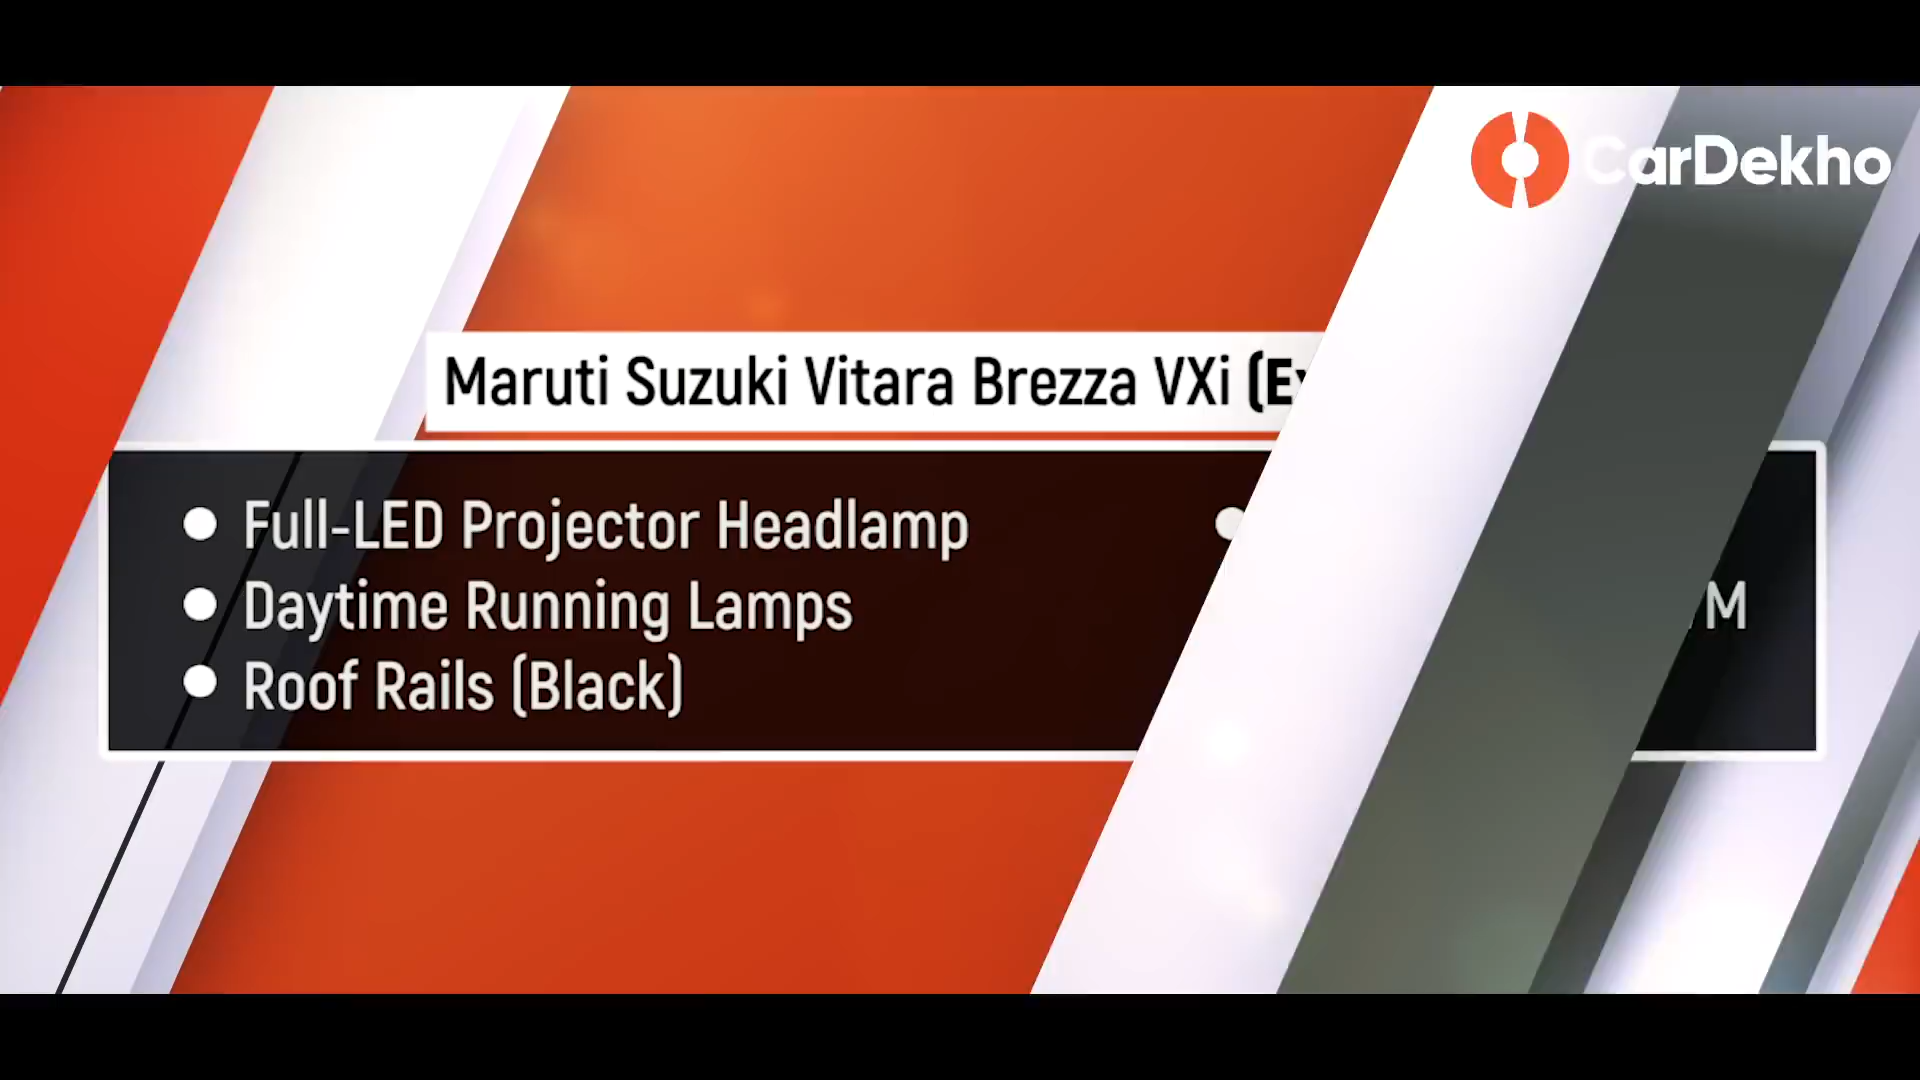 CarDekho
Maruti Suzuki Vitara Brezza VXi
Full-LED Projector Headlamp
Daytime Running Lamps
Roof Rails (Black)